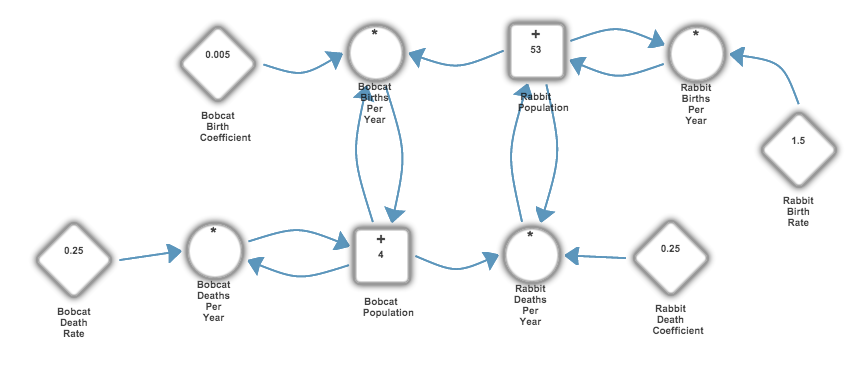 0.005
Bobcat
Birth
Coefficient
*
Bobcat
Births
Per
Year
+
53
Rabbit
Population
*
Rabbit
Births
Per
Year
1.5
Rabbit
Birth
Rate
0.25
Bobcat
Death
Rate
*
Bobcat
Deaths
Per
Year
+
4
Bobcat
Population
*
Rabbit
Deaths
Per
Year
0.25
Rabbit
Death
Coefficient